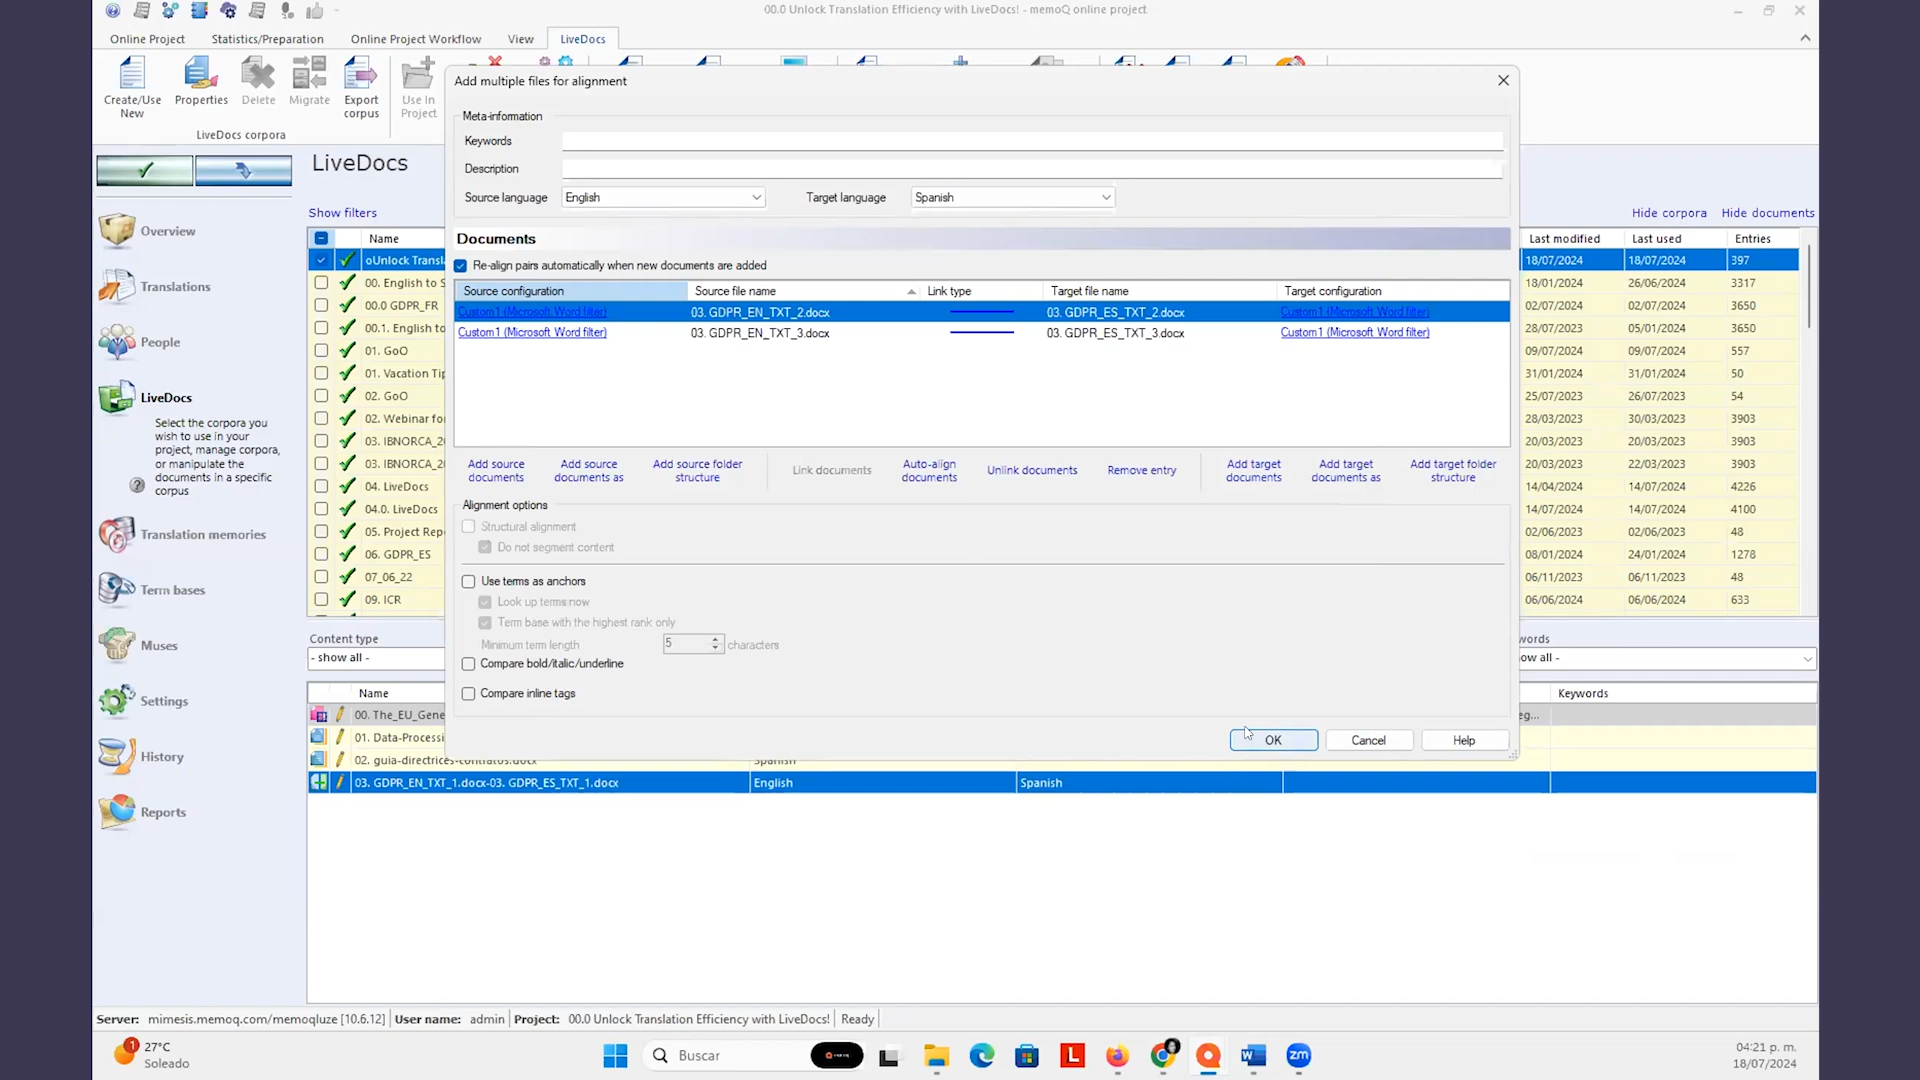 00.0 Unlock Translation Efficiency with LiveDocs! - memoQ online project
Online Project Statistics/Preparation Online Project Workflow View LiveDocs
Create/Use New
Properties
Delete
Migrate
Export corpus
Use In Project
LiveDocs corpora
Add multiple files for alignment
Meta-information
Keywords
Description
Source language English Target language Spanish
Documents
Re-align pairs automatically when new documents are added
Source configuration Source file name Link type Target file name Target configuration
Custom1 (Microsoft Word filter) 03. GDPR_EN_TXT_2.docx 03. GDPR_ES_TXT_2.docx Custom1 (Microsoft Word filter)
Custom1 (Microsoft Word filter) 03. GDPR_EN_TXT_3.docx 03. GDPR_ES_TXT_3.docx Custom1 (Microsoft Word filter)
Add source documents
Add source documents as
Add source folder structure
Link documents
Auto-align documents
Unlink documents
Remove entry
Add target documents
Add target documents as
Add target folder structure
Alignment options
Structural alignment
Do not segment content
Use terms as anchors
Look up terms now
Term base with the highest rank only
Minimum term length 5 characters
Compare bold/italic/underline
Compare inline tags
OK Cancel Help
Overview
Translations
People
LiveDocs
Select the corpora you
wish to use in your
project, manage corpora,
or manipulate the
documents in a specific
corpus
Translation memories
Term bases
Muses
Settings
History
Reports
LiveDocs
Show filters
Hide corpora Hide documents
Name
oUnlock Transl
00. English to S
00.0 GDPR_FR
00.1. English to
01. GoO
01. Vacation Tip
02. GoO
02. Webinar for
03. IBNORCA_20
03. IBNORCA_20
04. LiveDocs
04.0. LiveDocs
05. Project Rep
06. GDPR_ES
07_06_22
09. ICR
Last modified Last used Entries
18/07/2024 18/07/2024 397
18/01/2024 26/06/2024 3317
02/07/2024 02/07/2024 3650
28/07/2023 05/01/2024 3650
09/07/2024 09/07/2024 557
31/01/2024 31/01/2024 50
25/07/2023 26/07/2023 54
28/03/2023 30/03/2023 3903
20/03/2023 20/03/2023 3903
20/03/2024 22/03/2023 3903
14/04/2024 14/07/2024 4226
14/07/2024 14/07/2024 4100
02/06/2023 02/06/2023 48
08/01/2024 24/01/2024 1278
06/11/2023 06/11/2023 48
06/06/2024 06/06/2024 633
Content type
- show all -
words
ow all -
Name
Keywords
00. The_EU_Gene
eg...
01. Data-Processi
02. guia-directrices-contratos.docx Spanish
03. GDPR_EN_TXT_1.docx-03. GDPR_ES_TXT_1.docx English Spanish
Server: mimesis.memoq.com/memoqluze [10.6.12] User name: admin Project: 00.0 Unlock Translation Efficiency with LiveDocs! Ready
1
27°C
Soleado
Buscar
L
W
zm
04:21 p. m.
18/07/2024